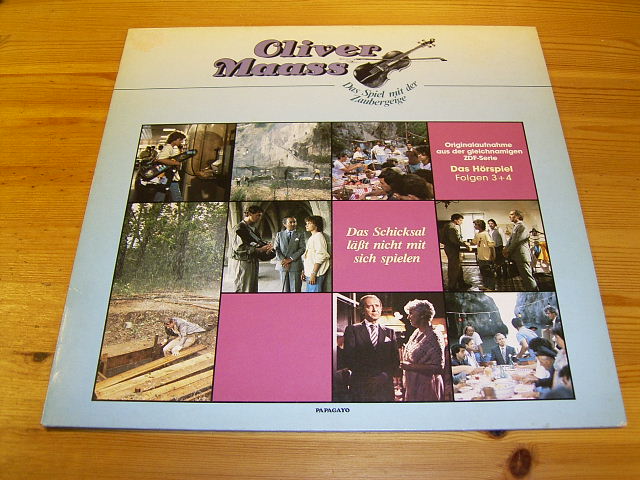 Oliver
Maass
Das Spiel mit der
Zaubergeige
Originalaufnahme
aus der gleichnamigen
ZDF-Serie
Das Hörspiel
Folgen 3+4
Das Schicksal
läßt nicht mit
sich spielen
PAPAGAYO